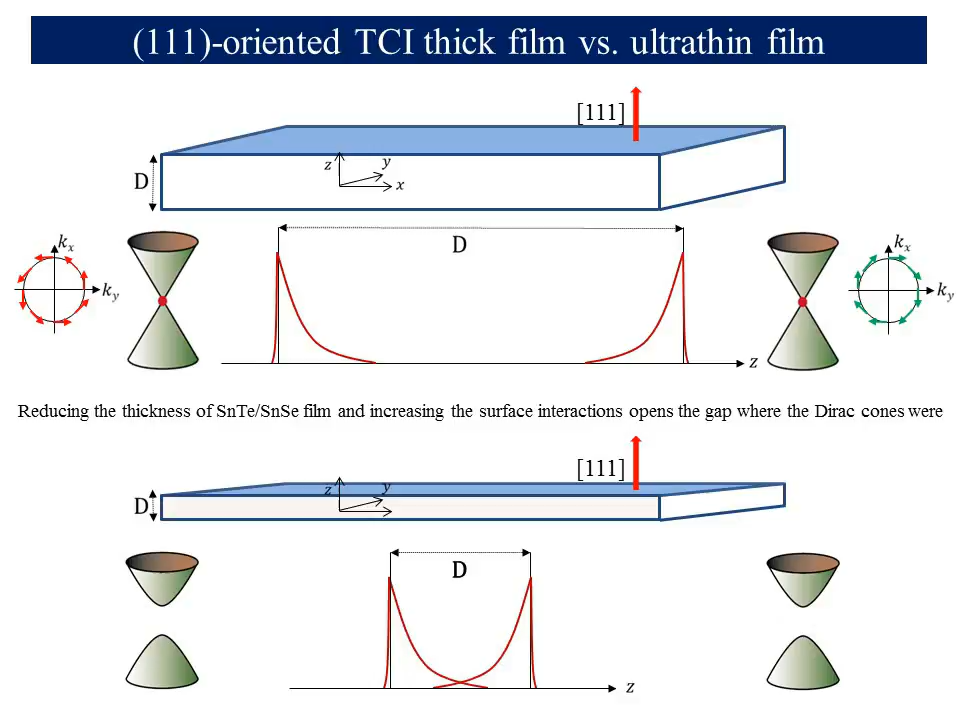 (111)-oriented TCI thick film vs. ultrathin film
[111]
D
z
y
x
D
k_x
k_y
k_x
k_y
z
Reducing the thickness of SnTe/SnSe film and increasing the surface interactions opens the gap where the Dirac cones were
[111]
D
z
y
D
z